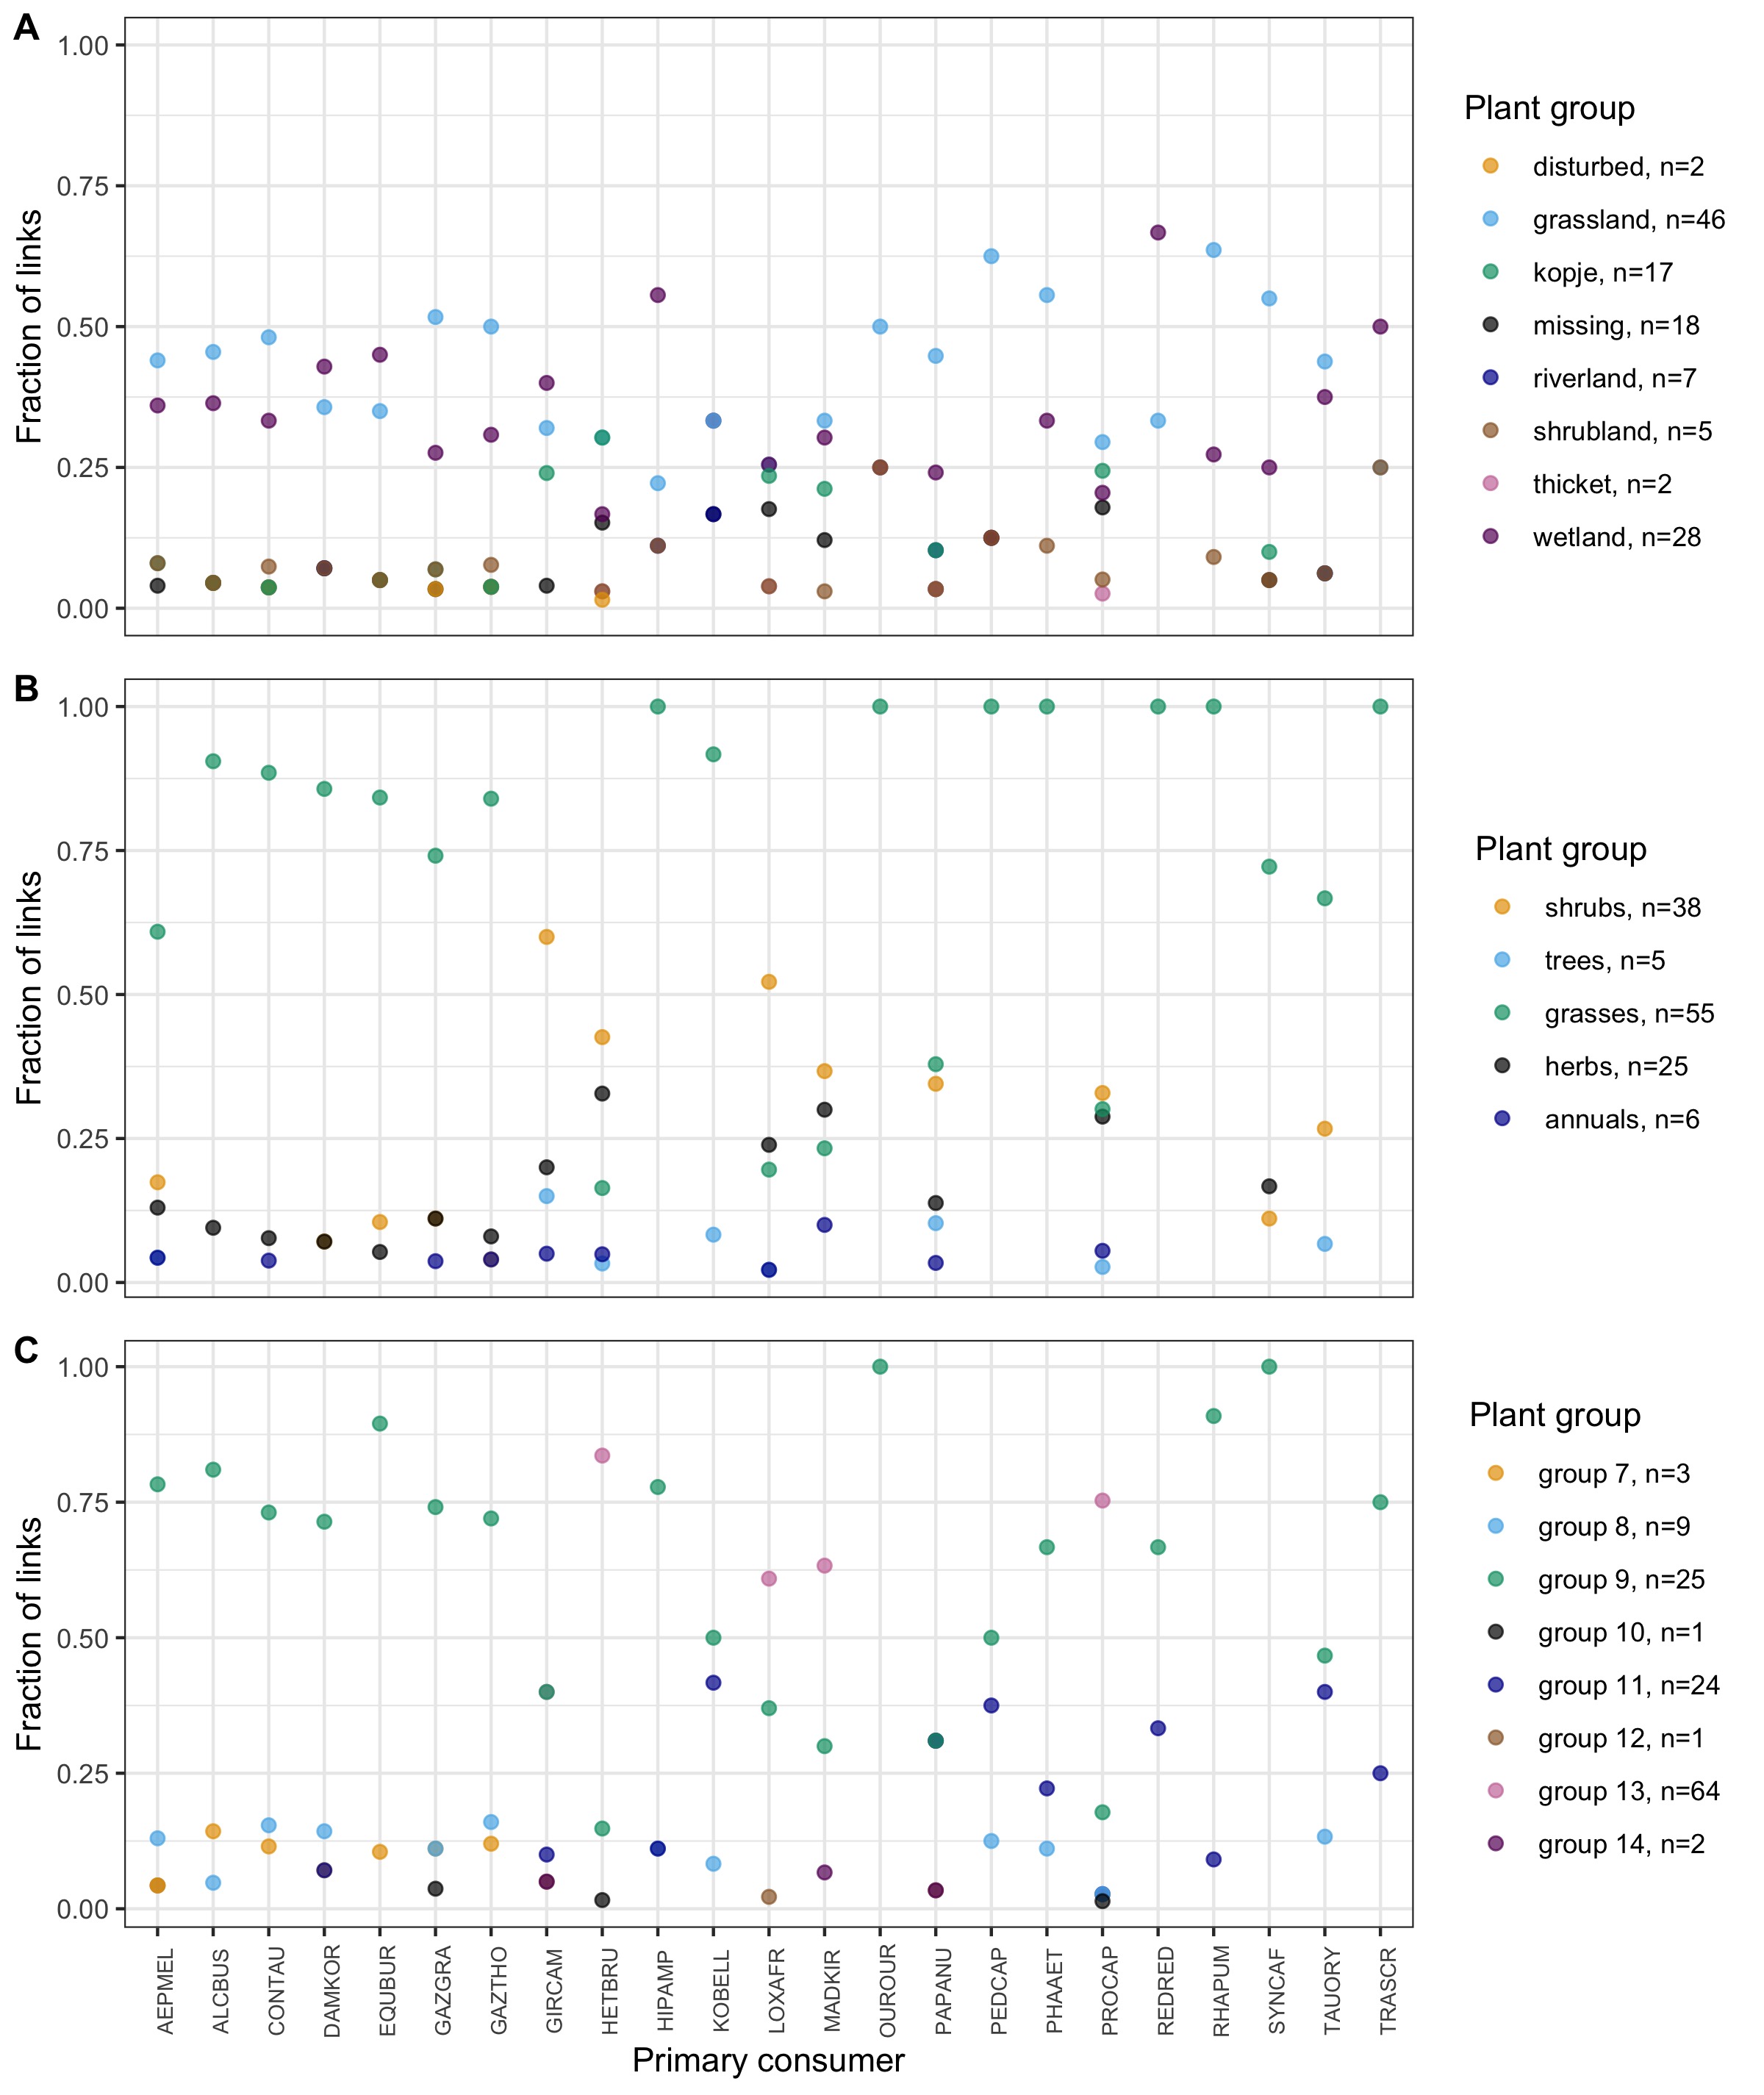 A
1.00
0.75
0.50
0.25
0.00
Fraction of links
Plant group
disturbed, n=2
grassland, n=46
kopje, n=17
missing, n=18
riverland, n=7
shrubland, n=5
thicket, n=2
wetland, n=28
B
1.00
0.75
0.50
0.25
0.00
Fraction of links
Plant group
shrubs, n=38
trees, n=5
grasses, n=55
herbs, n=25
annuals, n=6
C
1.00
0.75
0.50
0.25
0.00
Fraction of links
Plant group
group 7, n=3
group 8, n=9
group 9, n=25
group 10, n=1
group 11, n=24
group 12, n=1
group 13, n=64
group 14, n=2
AEPMEL
ALCBUS
CONTAU
DAMKOR
EQUBUR
GAZGRA
GAZTHO
GIRCAM
HETBRU
HIPAMP
KOBELL
LOXAFR
MADKIR
OUROUR
PAPANU
PEDCAP
PHAAET
PROCAP
REDRED
RHAPUM
SYNCAF
TAUORY
TRASCR
Primary consumer